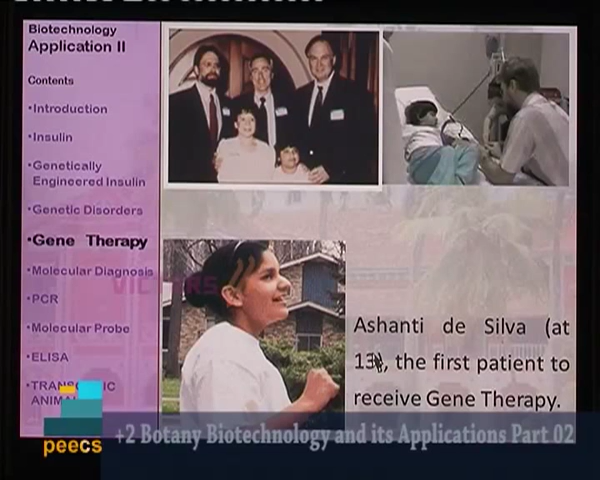 Biotechnology
Application II
Contents
•Introduction
•Insulin
•Genetically
Engineered Insulin
•Genetic Disorders
•Gene Therapy
•Molecular Diagnosis
•PCR
•Molecular Probe
•ELISA
Ashanti de Silva (at
the first patient to
receive Gene Therapy.
peecs
+2 Botany Biotechnology and its Applications Part 02